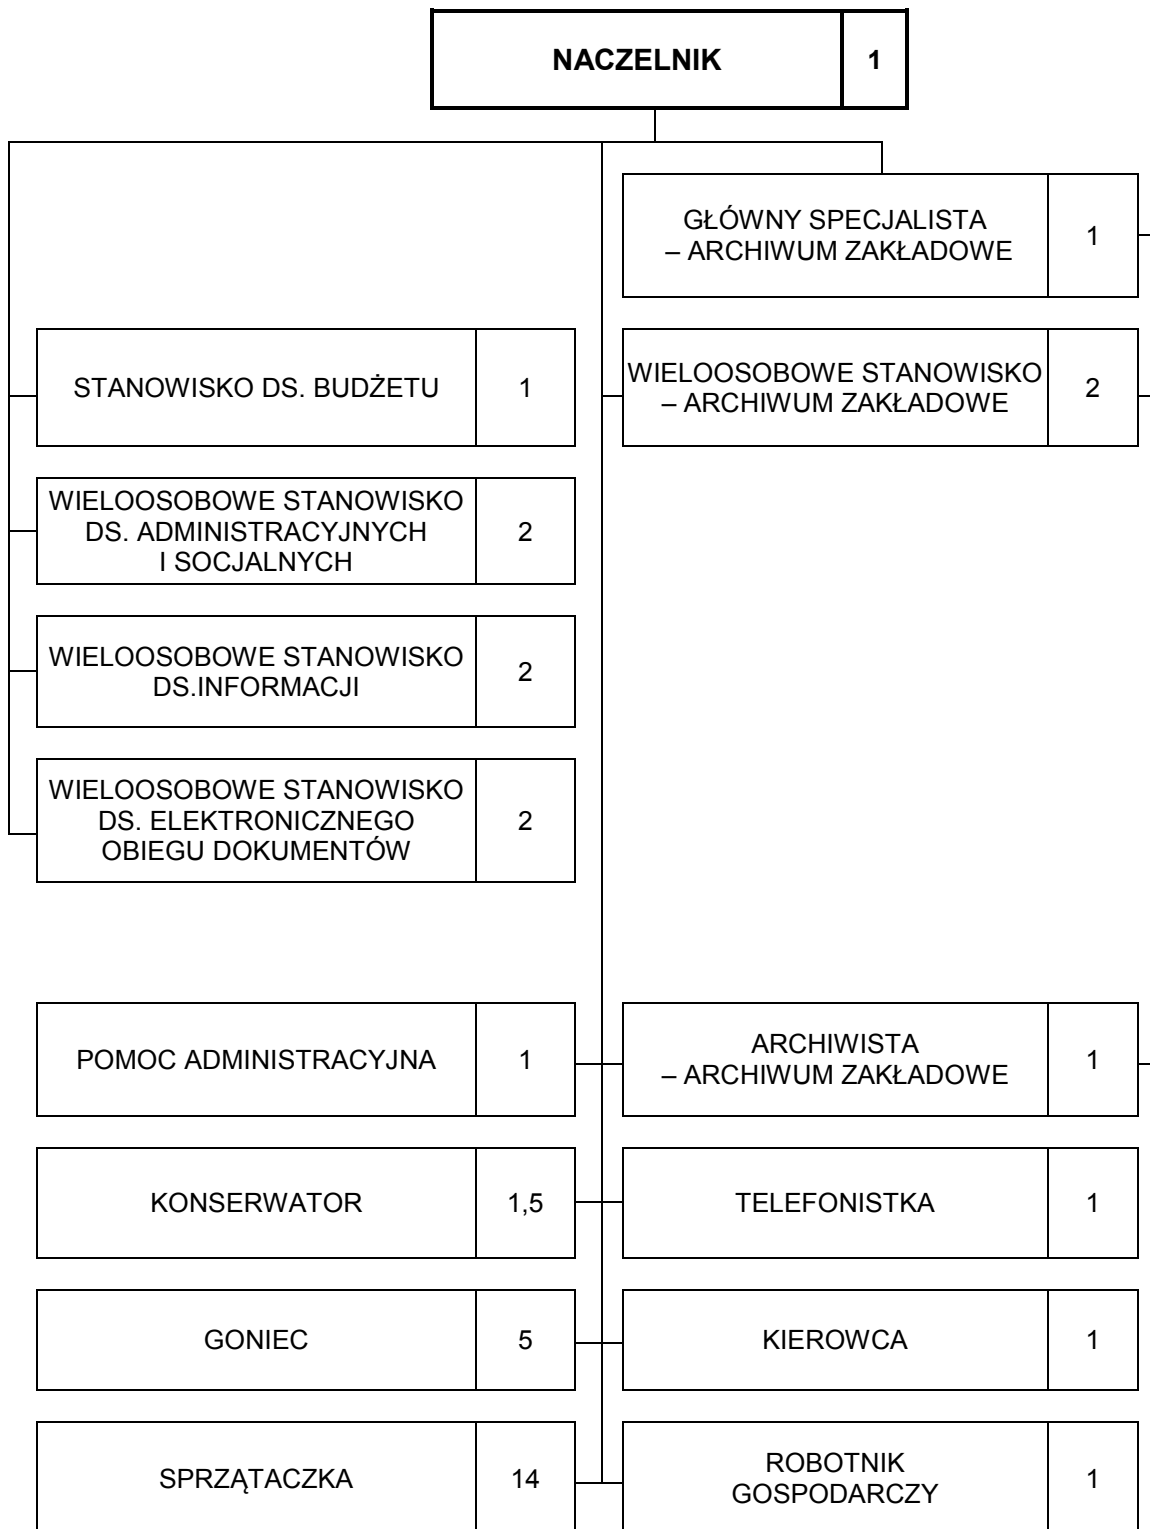 NACZELNIK 1
GŁÓWNY SPECJALISTA
– ARCHIWUM ZAKŁADOWE
1
STANOWISKO DS. BUDŻETU 1
WIELOOSOBOWE STANOWISKO
– ARCHIWUM ZAKŁADOWE
2
WIELOOSOBOWE STANOWISKO
DS. ADMINISTRACYJNYCH
I SOCJALNYCH
2
WIELOOSOBOWE STANOWISKO
DS.INFORMACJI
2
WIELOOSOBOWE STANOWISKO
DS. ELEKTRONICZNEGO
OBIEGU DOKUMENTÓW
2
POMOC ADMINISTRACYJNA 1
ARCHIWISTA
– ARCHIWUM ZAKŁADOWE
1
KONSERWATOR 1,5
TELEFONISTKA 1
GONIEC 5
KIEROWCA 1
SPRZĄTACZKA 14
ROBOTNIK
GOSPODARCZY
1